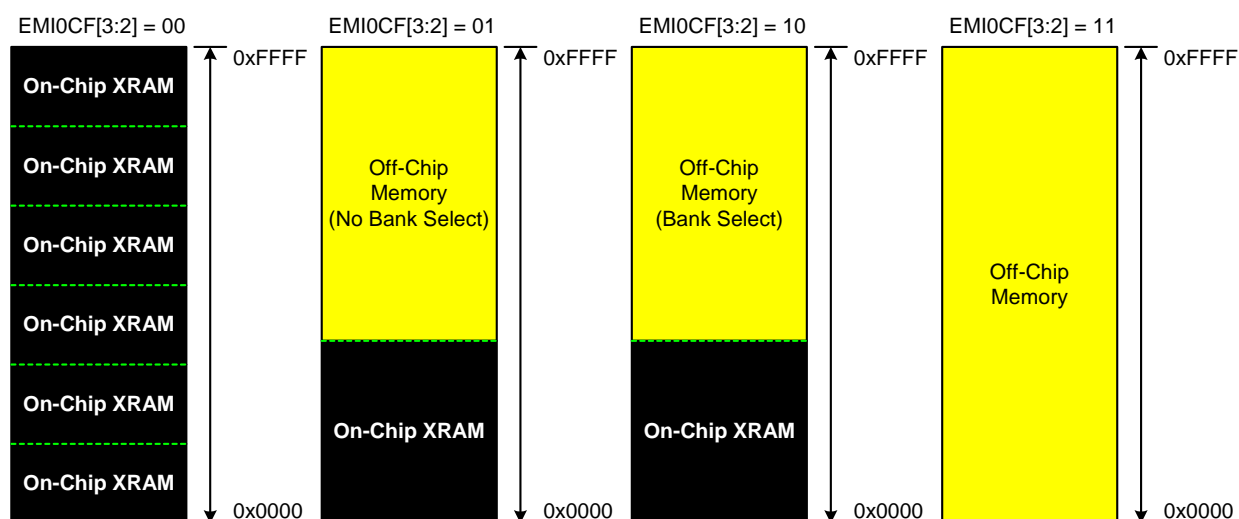 EMI0CF[3:2] = 00
0xFFFF
On-Chip XRAM
On-Chip XRAM
On-Chip XRAM
On-Chip XRAM
On-Chip XRAM
On-Chip XRAM
0x0000
EMI0CF[3:2] = 01
0xFFFF
Off-Chip
Memory
(No Bank Select)
On-Chip XRAM
0x0000
EMI0CF[3:2] = 10
0xFFFF
Off-Chip
Memory
(Bank Select)
On-Chip XRAM
0x0000
EMI0CF[3:2] = 11
0xFFFF
Off-Chip
Memory
0x0000